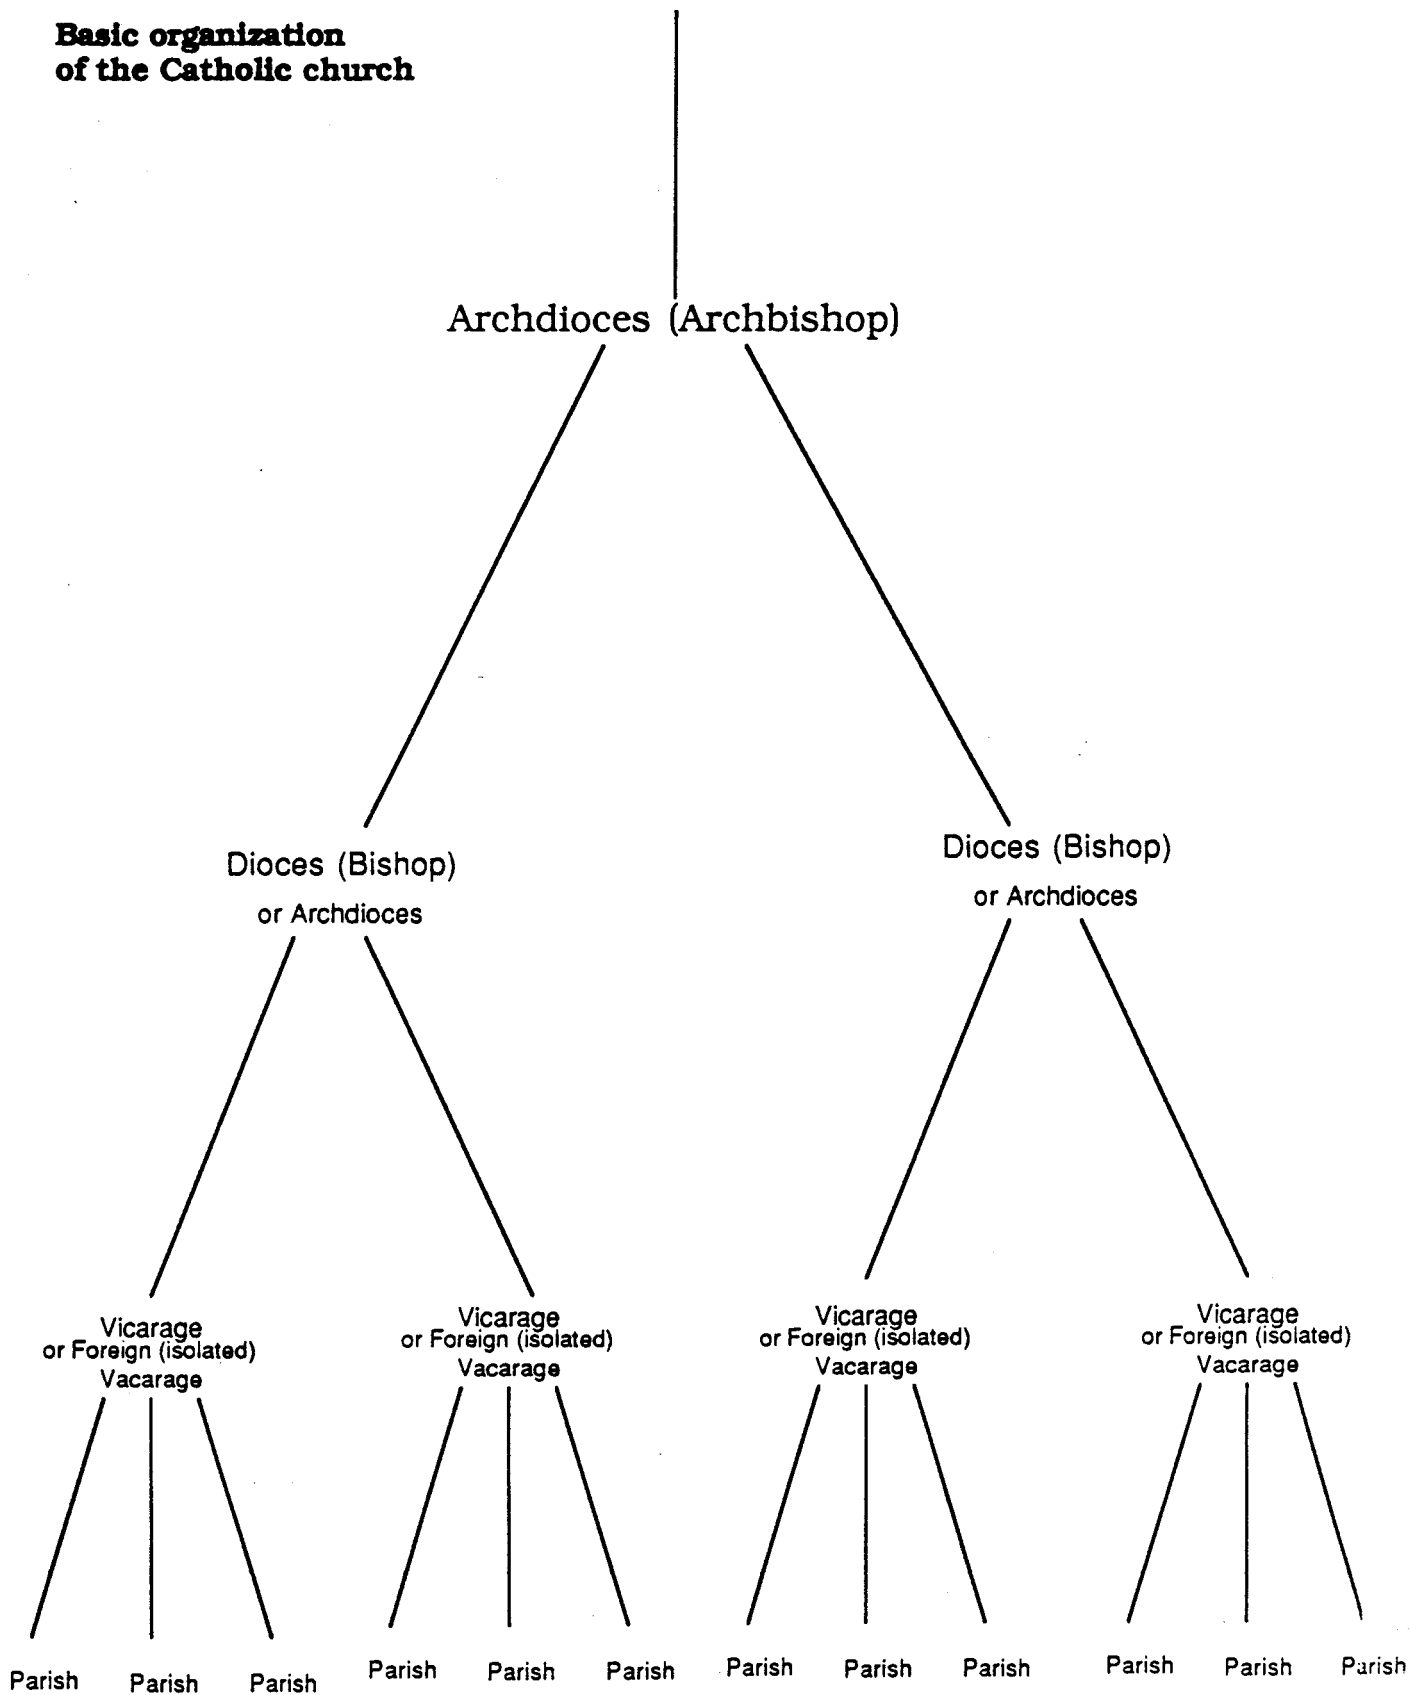 Basic organization
of the Catholic church
Archdioces (Archbishop)
Dioces (Bishop)
or Archdioces
Dioces (Bishop)
or Archdioces
Vicarage
or Foreign (isolated)
Vacarage
Vicarage
or Foreign (isolated)
Vacarage
Vicarage
or Foreign (isolated)
Vacarage
Vicarage
or Foreign (isolated)
Vacarage
Parish Parish Parish Parish Parish Parish Parish Parish Parish Parish Parish Parish